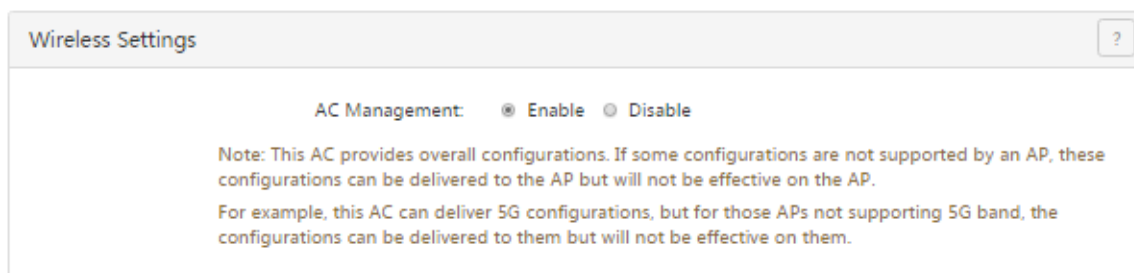 Wireless Settings
?
AC Management: Enable Disable
Note: This AC provides overall configurations. If some configurations are not supported by an AP, these
configurations can be delivered to the AP but will not be effective on the AP.
For example, this AC can deliver 5G configurations, but for those APs not supporting 5G band, the
configurations can be delivered to them but will not be effective on them.